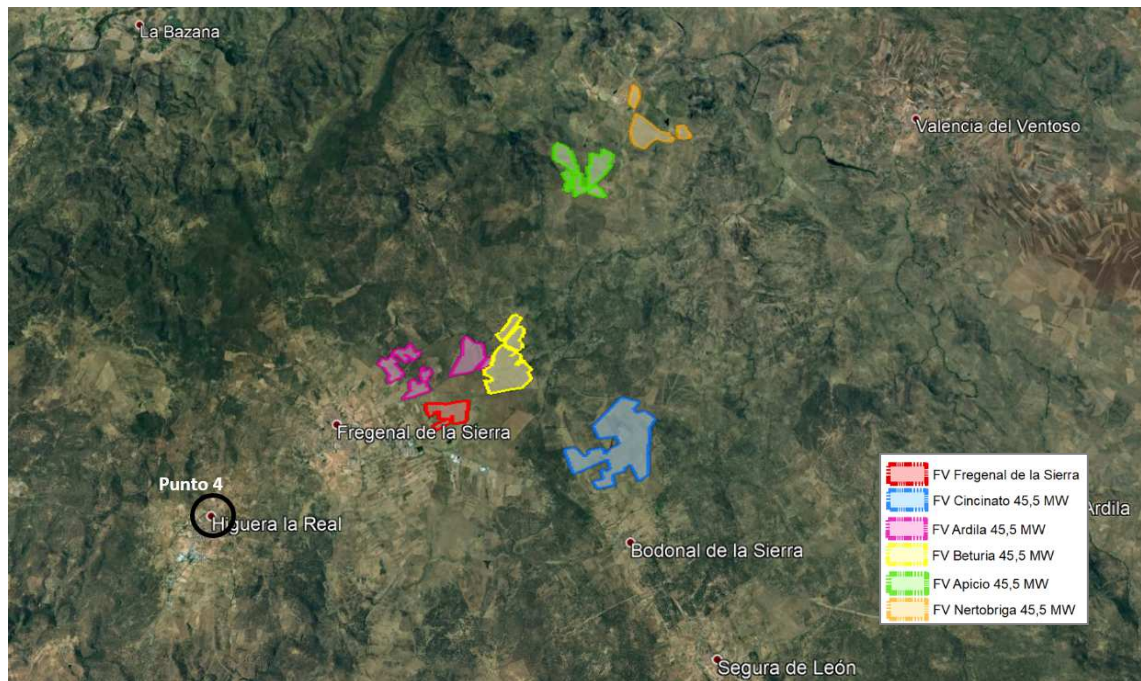 La Bazana
Valencia del Ventoso
Fregenal de la Sierra
Punto 4
Higuera la Real
Bodonal de la Sierra
Segura de León
Ardila
FV Fregenal de la Sierra
FV Cincinato 45,5 MW
FV Ardila 45,5 MW
FV Beturia 45,5 MW
FV Apicio 45,5 MW
FV Nertobriga 45,5 MW